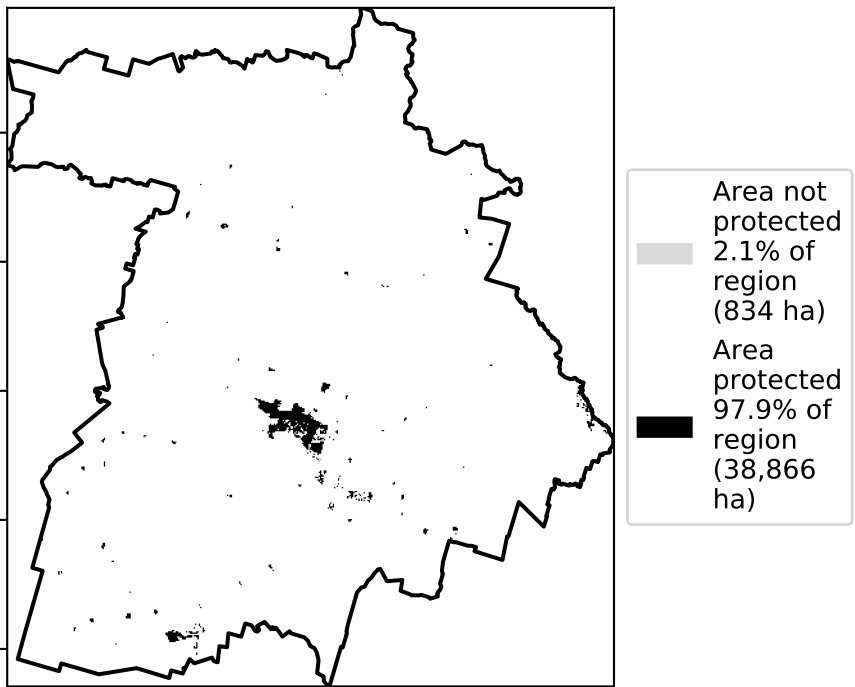 Area not
protected
2.1% of
region
(834 ha)
Area
protected
97.9% of
region
(38,866
ha)